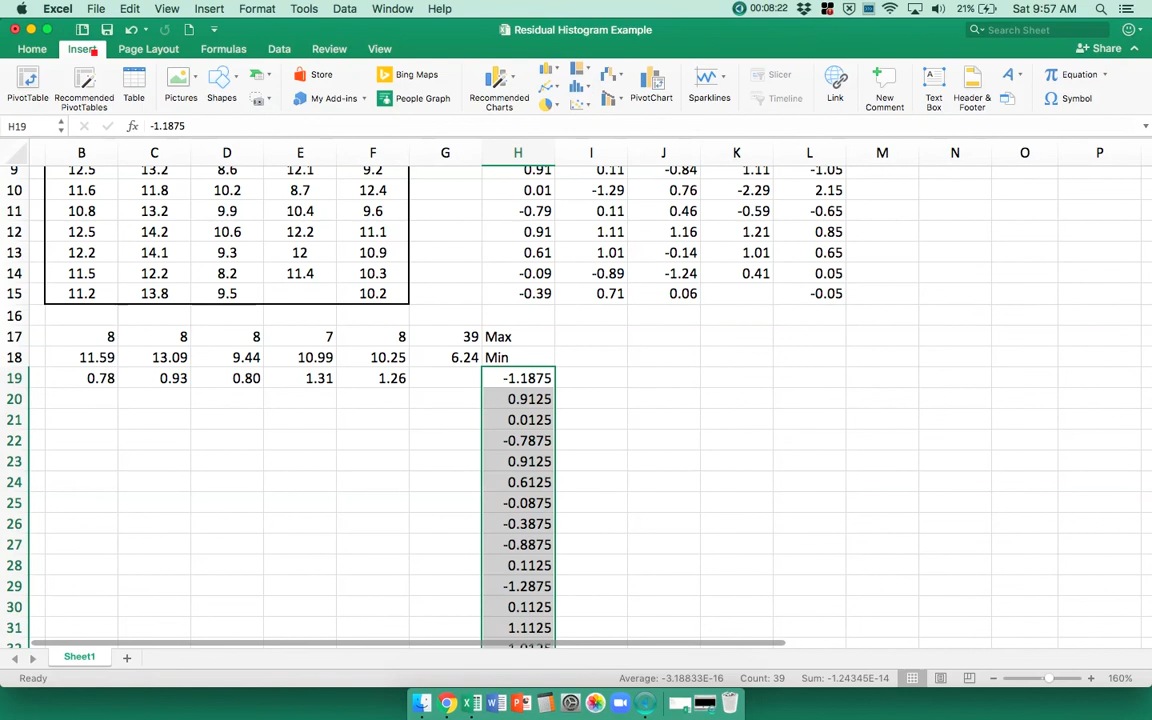 Excel File Edit View Insert Format Tools Data Window Help 00:08:22 21% Sat 9:57 AM
Residual Histogram Example Search Sheet
Home Insert Page Layout Formulas Data Review View Share
PivotTable Recommended PivotTables Table Pictures Shapes Store My Add-ins Bing Maps People Graph Recommended Charts PivotChart Sparklines Slicer Timeline Link New Comment Text Box Header & Footer Equation Symbol
H19 fx -1.1875
B C D E F G H I J K L M N O P
9 12.5 13.2 8.6 12.1 9.2 0.91 0.11 -0.84 1.11 -1.05
10 11.6 11.8 10.2 8.7 12.4 0.01 -1.29 0.76 -2.29 2.15
11 10.8 13.2 9.9 10.4 9.6 -0.79 0.11 0.46 -0.59 -0.65
12 12.5 14.2 10.6 12.2 11.1 0.91 1.11 1.16 1.21 0.85
13 12.2 14.1 9.3 12 10.9 0.61 1.01 -0.14 1.01 0.65
14 11.5 12.2 8.2 11.4 10.3 -0.09 -0.89 -1.24 0.41 0.05
15 11.2 13.8 9.5 10.2 -0.39 0.71 0.06 -0.05
16
17 8 8 8 7 8 39 Max
18 11.59 13.09 9.44 10.99 10.25 6.24 Min
19 0.78 0.93 0.80 1.31 1.26 -1.1875
20 0.9125
21 0.0125
22 -0.7875
23 0.9125
24 0.6125
25 -0.0875
26 -0.3875
27 -0.8875
28 0.1125
29 -1.2875
30 0.1125
31 1.1125
Sheet1
Ready Average: -3.18833E-16 Count: 39 Sum: -1.24345E-14 160%